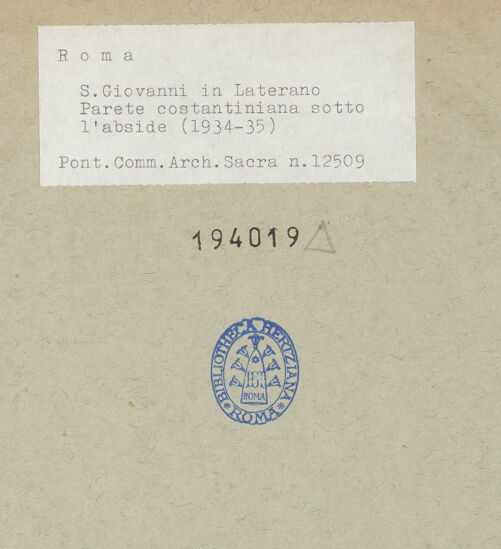 Roma
S.Giovanni in Laterano
Parete costantiniana sotto
l'abside (1934-35)
Pont.Comm.Arch.Sacra n.12509
194019
BIBLIOTHECA HERTZIANA
ROMA
* ROMA *